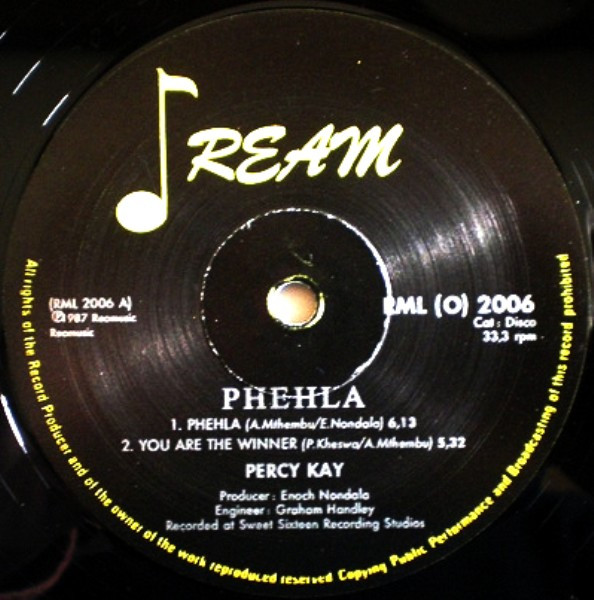 REAM
(RML 2006 A)
℗1987 Reomusic
Reomusic
RML (O) 2006
Cat : Disco
33,3 rpm
PHEHLA
1. PHEHLA (A.Mthembu/E.Nondala) 6,13
2. YOU ARE THE WINNER (P.Kheswa/A.Mthembu) 5,32
PERCY KAY
Producer : Enoch Nondala
Engineer : Graham Handley
Recorded at Sweet Sixteen Recording Studios
All rights of the Record Producer and of the owner of the work reproduced reserved Copying Public Performance and Broadcasting of this record prohibited